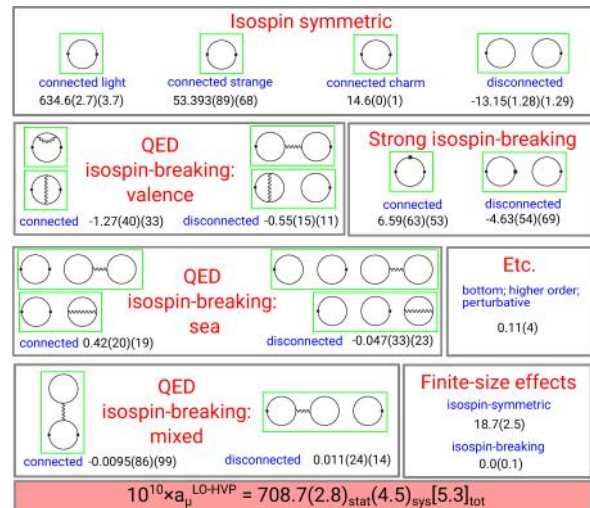 Isospin symmetric
connected light
634.6(2.7)(3.7)
connected strange
53.393(89)(68)
connected charm
14.6(0)(1)
disconnected
-13.15(1.28)(1.29)
QED
isospin-breaking:
valence
connected -1.27(40)(33)
disconnected -0.55(15)(11)
Strong isospin-breaking
connected
6.59(63)(53)
disconnected
-4.63(54)(69)
QED
isospin-breaking:
sea
connected 0.42(20)(19)
disconnected -0.047(33)(23)
Etc.
bottom; higher order;
perturbative
0.11(4)
QED
isospin-breaking:
mixed
connected -0.0095(86)(99)
disconnected 0.011(24)(14)
Finite-size effects
isospin-symmetric
18.7(2.5)
isospin-breaking
0.0(0.1)
10¹⁰×aμ^LO-HVP = 708.7(2.8)stat(4.5)sys[5.3]tot